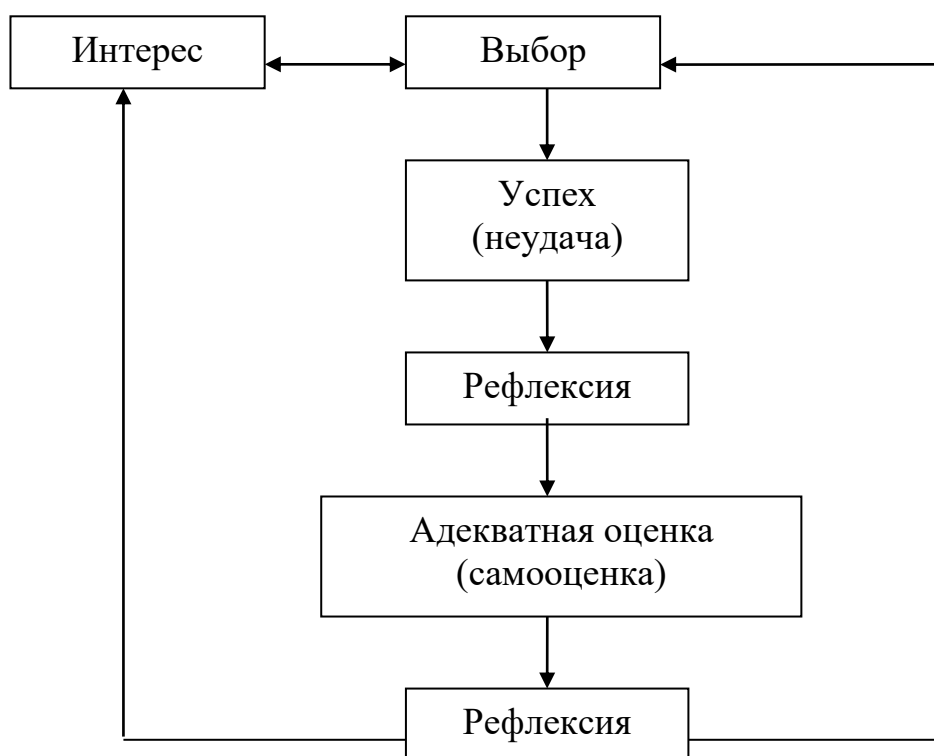 Интерес
Выбор
Успех
(неудача)
Рефлексия
Адекватная оценка
(самооценка)
Рефлексия